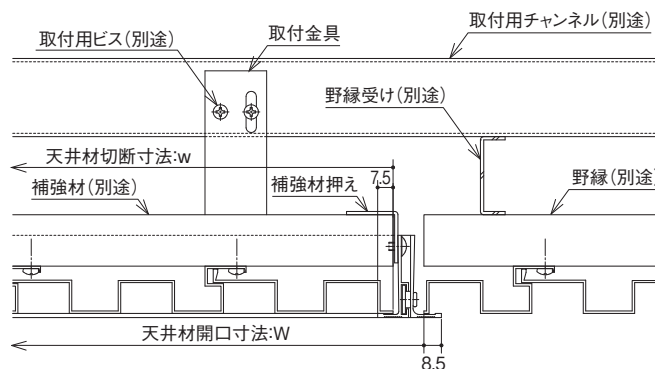 取付用ビス(別途)
取付金具
取付用チャンネル(別途)
野縁受け(別途)
天井材切断寸法:w
7.5
補強材(別途)
補強材押え
野縁(別途)
天井材開口寸法:W
8.5